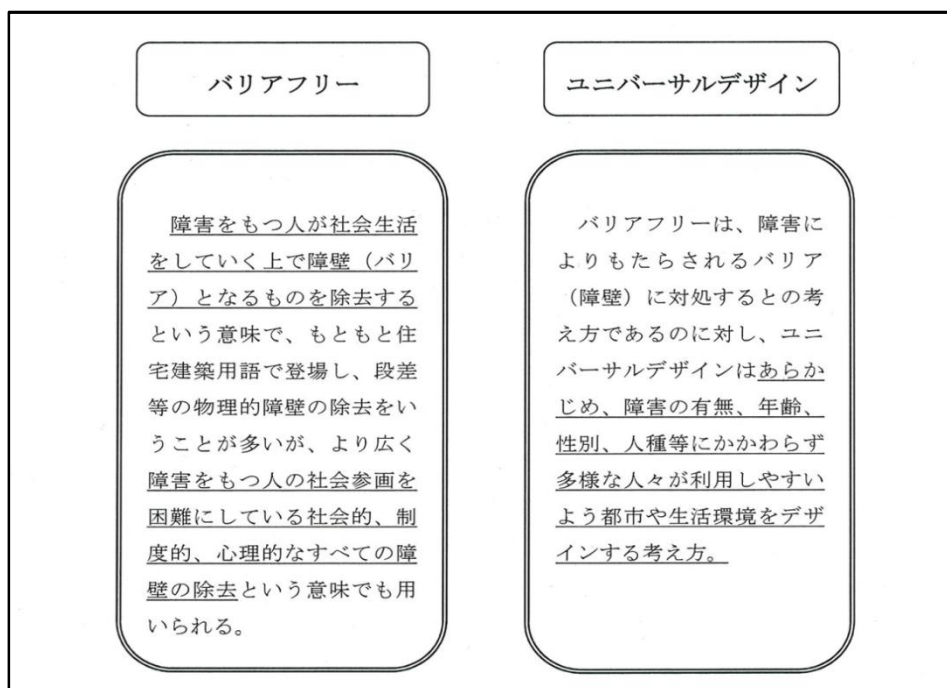 バリアフリー
障害をもつ人が社会生活
をしていく上で障壁（バリ
ア）となるものを除去する
という意味で、もともと住
宅建築用語で登場し、段差
等の物理的障壁の除去をい
うことが多いが、より広く
障害をもつ人の社会参画を
困難にしている社会的、制
度的、心理的なすべての障
壁の除去という意味でも用
いられる。
ユニバーサルデザイン
バリアフリーは、障害に
よりもたらされるバリア
（障壁）に対処するとの考
え方であるのに対し、ユニ
バーサルデザインはあらか
じめ、障害の有無、年齢、
性別、人種等にかかわらず
多様な人々が利用しやすい
よう都市や生活環境をデザ
インする考え方。